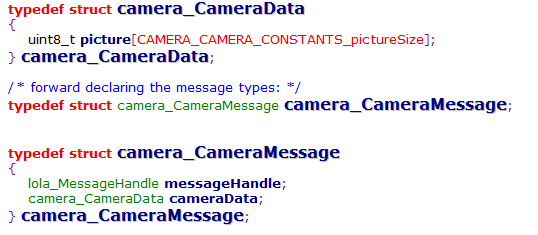 typedef struct camera_CameraData
{
uint8_t picture[CAMERA_CAMERA_CONSTANTS_pictureSize];
} camera_CameraData;
/* forward declaring the message types: */
typedef struct camera_CameraMessage camera_CameraMessage;
typedef struct camera_CameraMessage
{
lola_MessageHandle messageHandle;
camera_CameraData cameraData;
} camera_CameraMessage;